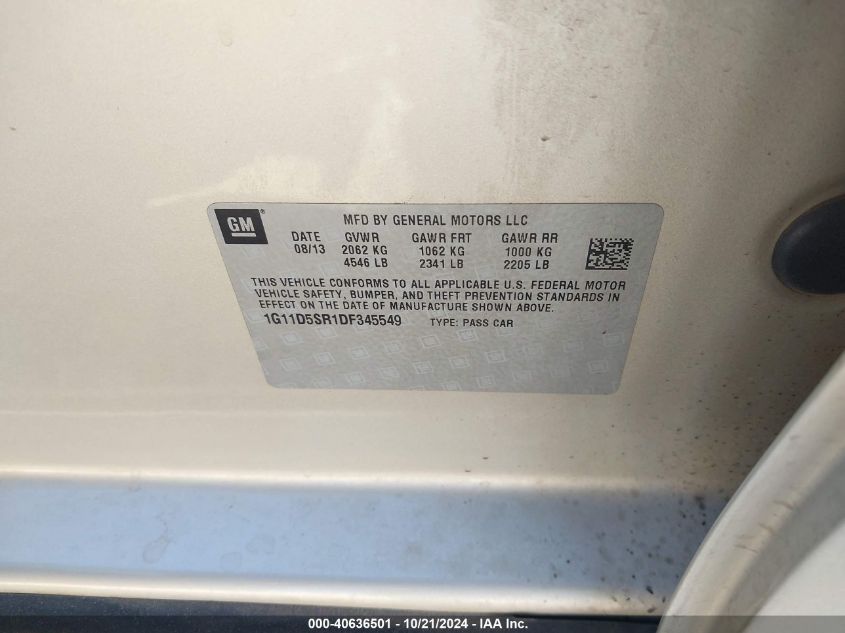 GM® MFD BY GENERAL MOTORS LLC
DATE GVWR GAWR FRT GAWR RR
08/13 2062 KG 1062 KG 1000 KG
4546 LB 2341 LB 2205 LB
THIS VEHICLE CONFORMS TO ALL APPLICABLE U.S. FEDERAL MOTOR
VEHICLE SAFETY, BUMPER, AND THEFT PREVENTION STANDARDS IN
EFFECT ON THE DATE OF MANUFACTURE SHOWN ABOVE.
1G11D5SR1DF345549 TYPE: PASS CAR
000-40636501 - 10/21/2024 - IAA Inc.